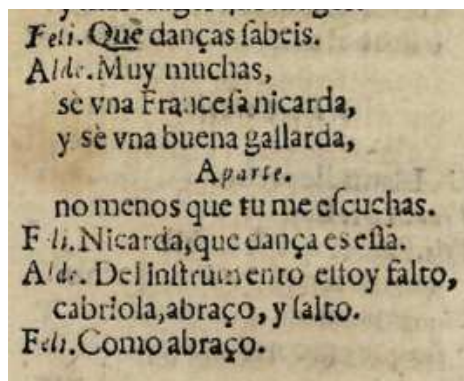 Feli. Què danças ſabeis.
Alde. Muy muchas,
sè vna Franceſa nicarda,
y sè vna buena gallarda,
Aparte.
no menos que tu me eſcuchas.
Feli. Nicarda, que dança es eſſa.
Alde. Del inſtrumento eſtoy falto,
cabriola, abraço, y ſalto.
Feli. Como abraço.